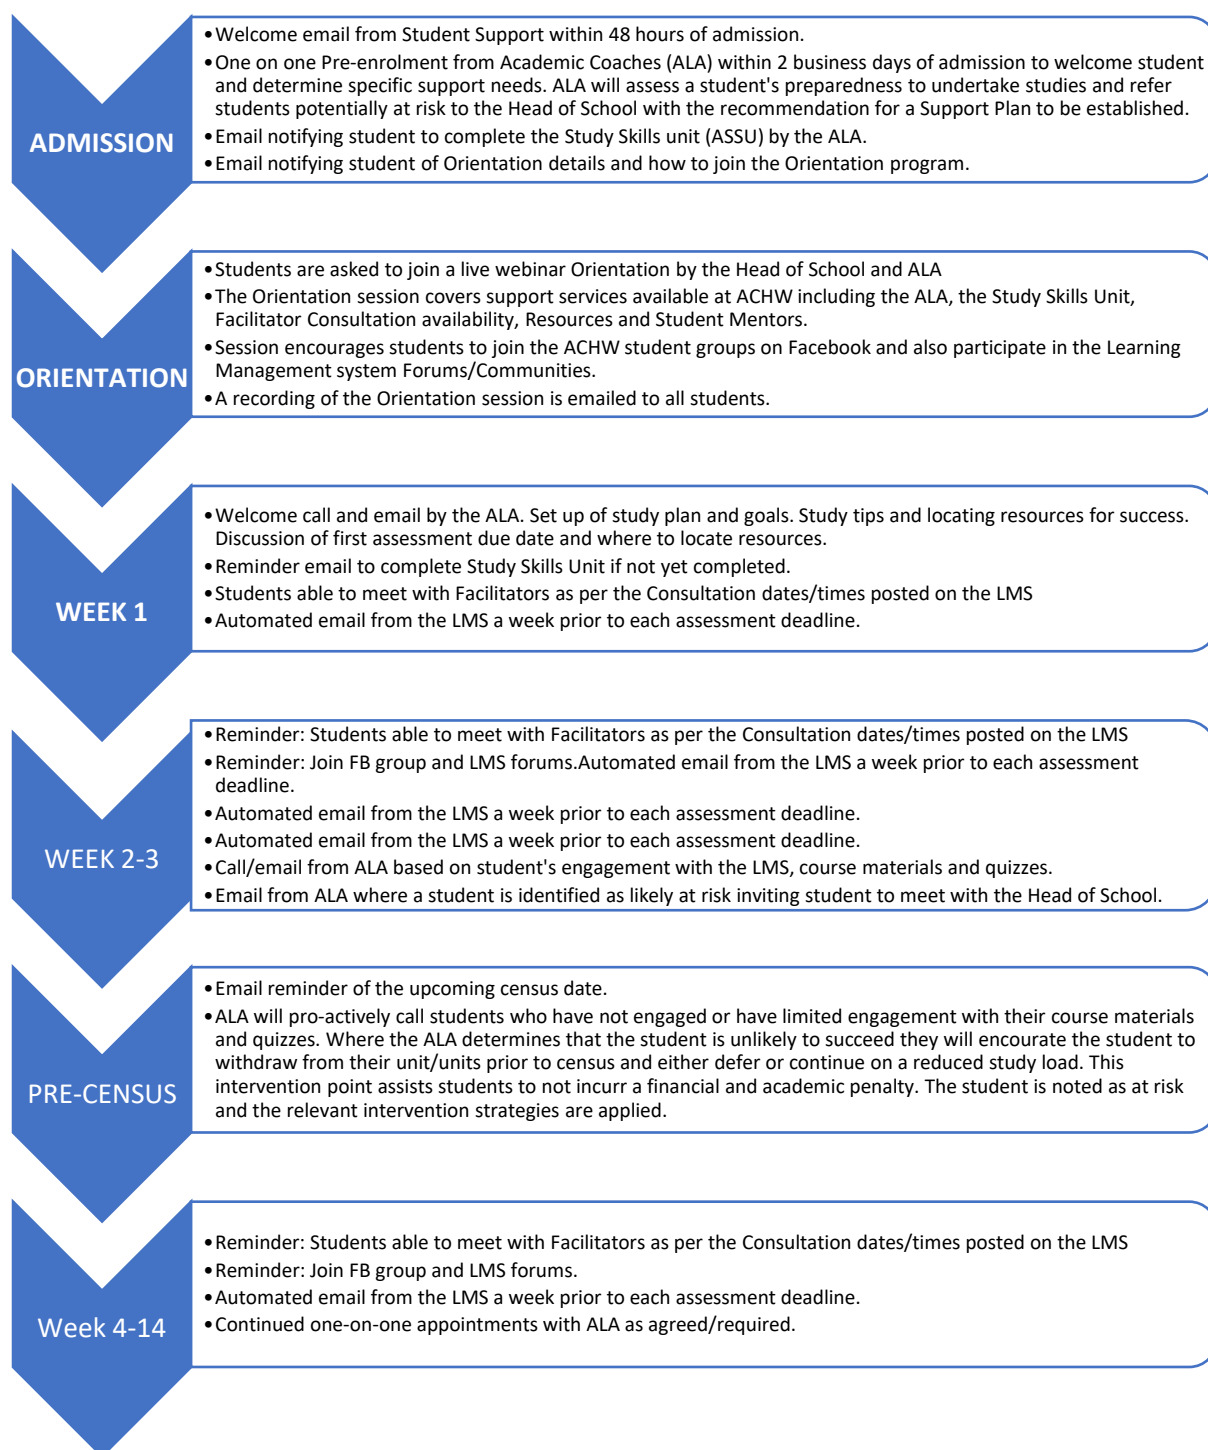 ADMISSION
•Welcome email from Student Support within 48 hours of admission.
•One on one Pre-enrolment from Academic Coaches (ALA) within 2 business days of admission to welcome student
and determine specific support needs. ALA will assess a student's preparedness to undertake studies and refer
students potentially at risk to the Head of School with the recommendation for a Support Plan to be established.
•Email notifying student to complete the Study Skills unit (ASSU) by the ALA.
•Email notifying student of Orientation details and how to join the Orientation program.
ORIENTATION
•Students are asked to join a live webinar Orientation by the Head of School and ALA
•The Orientation session covers support services available at ACHW including the ALA, the Study Skills Unit,
Facilitator Consultation availability, Resources and Student Mentors.
•Session encourages students to join the ACHW student groups on Facebook and also participate in the Learning
Management system Forums/Communities.
•A recording of the Orientation session is emailed to all students.
WEEK 1
•Welcome call and email by the ALA. Set up of study plan and goals. Study tips and locating resources for success.
Discussion of first assessment due date and where to locate resources.
•Reminder email to complete Study Skills Unit if not yet completed.
•Students able to meet with Facilitators as per the Consultation dates/times posted on the LMS
•Automated email from the LMS a week prior to each assessment deadline.
WEEK 2-3
•Reminder: Students able to meet with Facilitators as per the Consultation dates/times posted on the LMS
•Reminder: Join FB group and LMS forums.Automated email from the LMS a week prior to each assessment
deadline.
•Automated email from the LMS a week prior to each assessment deadline.
•Automated email from the LMS a week prior to each assessment deadline.
•Call/email from ALA based on student's engagement with the LMS, course materials and quizzes.
•Email from ALA where a student is identified as likely at risk inviting student to meet with the Head of School.
PRE-CENSUS
•Email reminder of the upcoming census date.
•ALA will pro-actively call students who have not engaged or have limited engagement with their course materials
and quizzes. Where the ALA determines that the student is unlikely to succeed they will encourate the student to
withdraw from their unit/units prior to census and either defer or continue on a reduced study load. This
intervention point assists students to not incurr a financial and academic penalty. The student is noted as at risk
and the relevant intervention strategies are applied.
Week 4-14
•Reminder: Students able to meet with Facilitators as per the Consultation dates/times posted on the LMS
•Reminder: Join FB group and LMS forums.
•Automated email from the LMS a week prior to each assessment deadline.
•Continued one-on-one appointments with ALA as agreed/required.